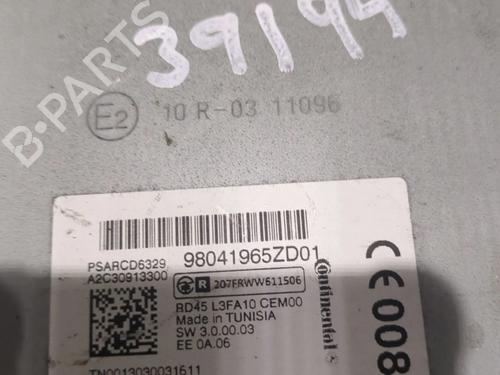 39194
E2 10 R-03 11096
PSARCD6329 98041965ZD01
A2C30913300
R 207FRWW611506
RD45 L3FA10 CEM00
Made in TUNISIA
SW 3.0.00.03
EE 0A.06
TN0013030031611
Continental
CE 008
B-PARTS